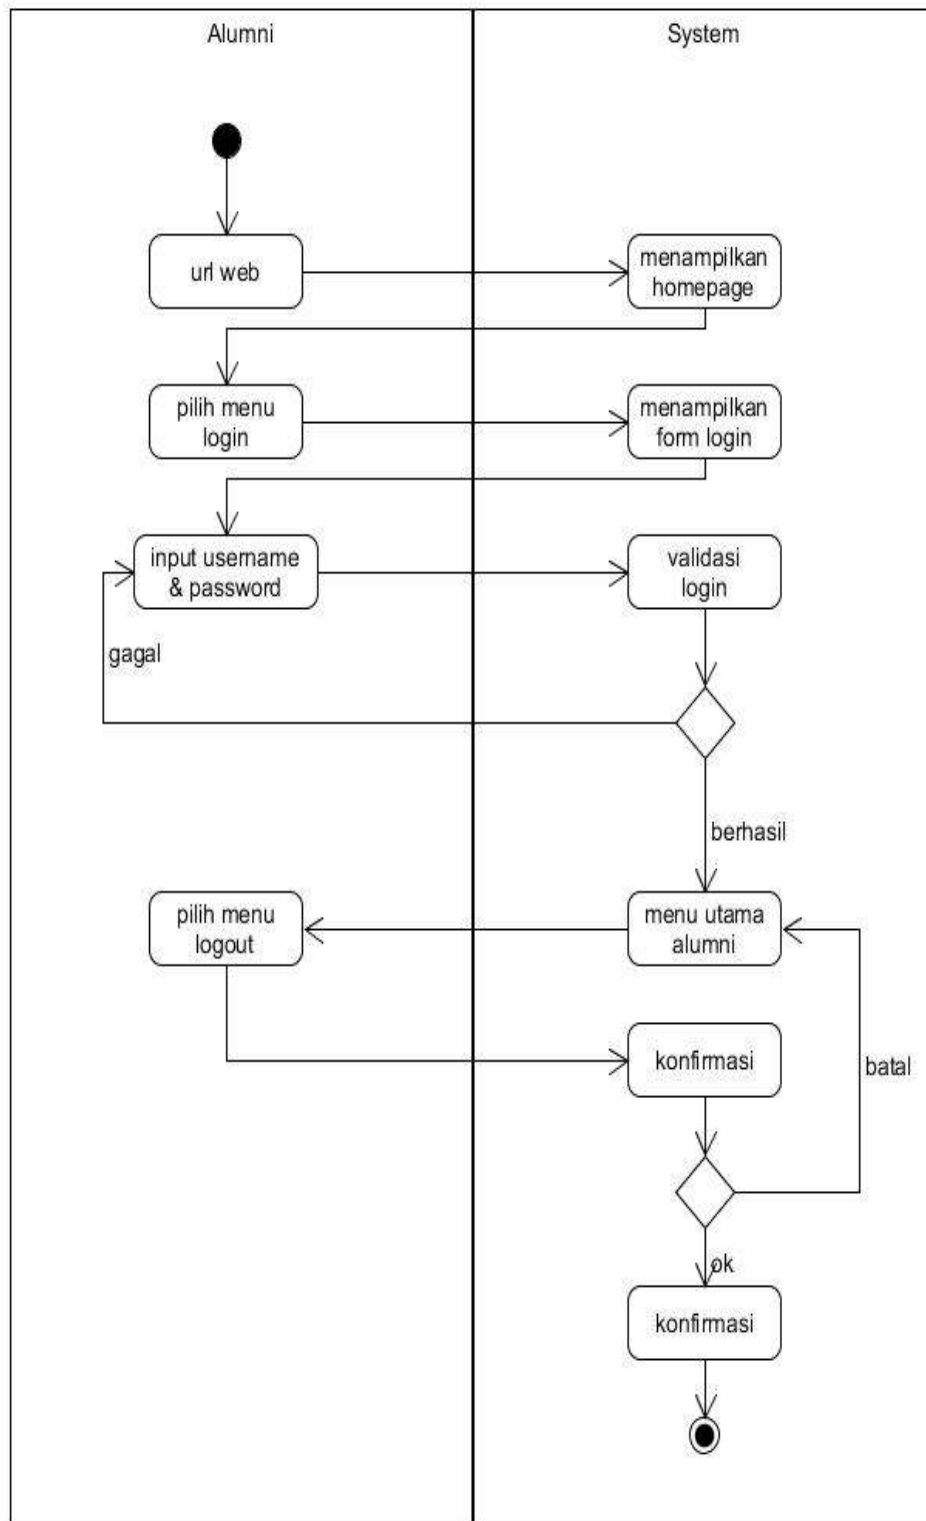 Alumni
System
url web
menampilkan
homepage
pilih menu
login
menampilkan
form login
input username
& password
validasi
login
gagal
berhasil
pilih menu
logout
menu utama
alumni
konfirmasi
batal
ok
konfirmasi